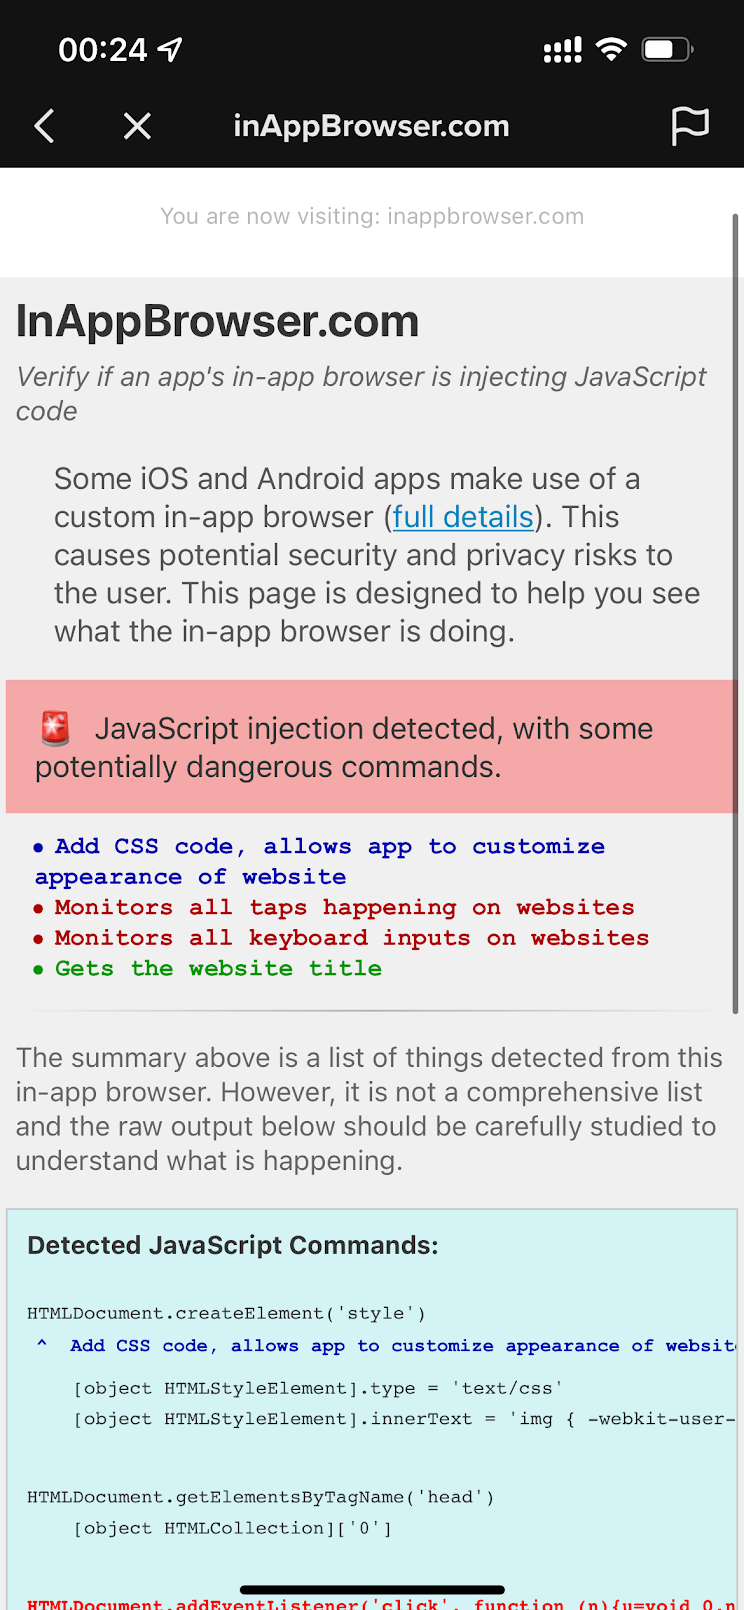 00:24
inAppBrowser.com
You are now visiting: inappbrowser.com
InAppBrowser.com
Verify if an app's in-app browser is injecting JavaScript
code
Some iOS and Android apps make use of a
custom in-app browser (full details). This
causes potential security and privacy risks to
the user. This page is designed to help you see
what the in-app browser is doing.
JavaScript injection detected, with some
potentially dangerous commands.
• Add CSS code, allows app to customize
appearance of website
• Monitors all taps happening on websites
• Monitors all keyboard inputs on websites
• Gets the website title
The summary above is a list of things detected from this
in-app browser. However, it is not a comprehensive list
and the raw output below should be carefully studied to
understand what is happening.
Detected JavaScript Commands:
HTMLDocument.createElement('style')
^ Add CSS code, allows app to customize appearance of websit
[object HTMLStyleElement].type = 'text/css'
[object HTMLStyleElement].innerText = 'img { -webkit-user-
HTMLDocument.getElementsByTagName('head')
[object HTMLCollection]['0']
HTMLDocument.addEventListener('click', function (n){u=void 0,n